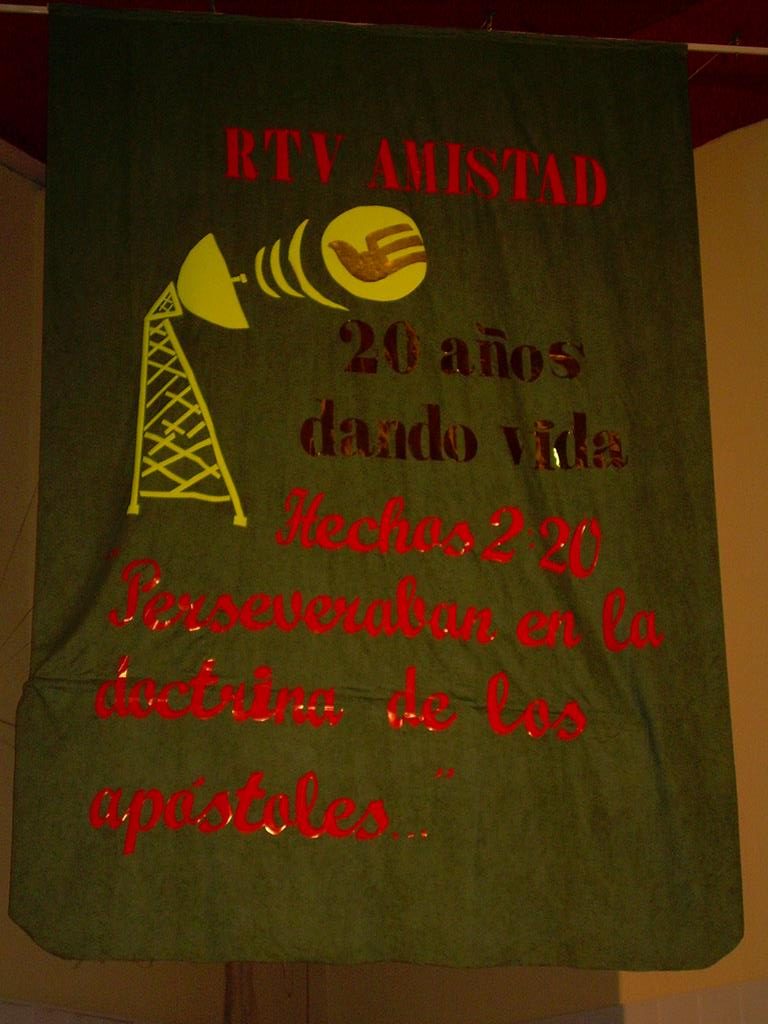 RTV AMISTAD
20 años
dando vida
Hechos 2:20
"Perseveraban en la
doctrina de los
apóstoles..."